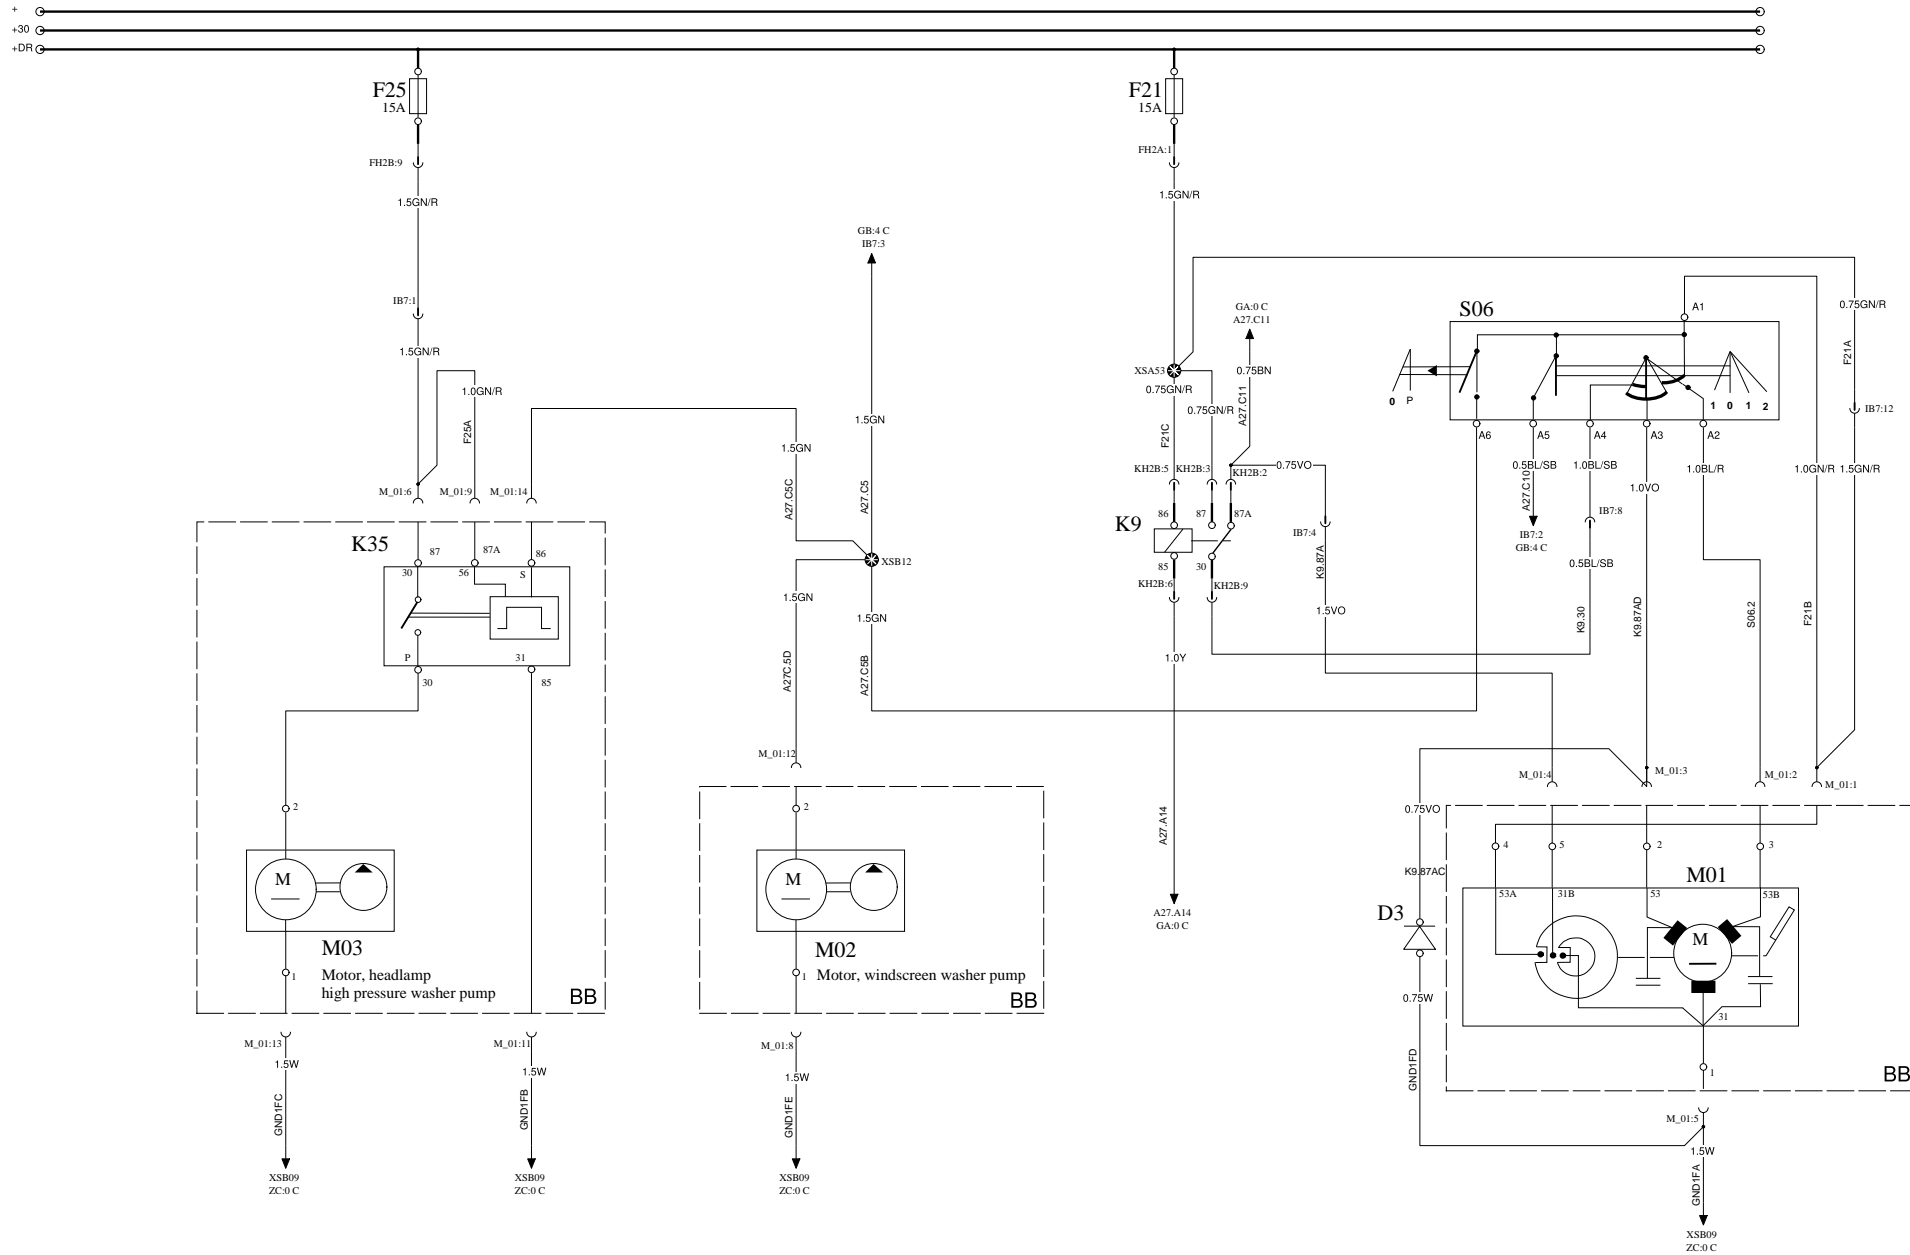 +
+30
+DR
F25
15A
F21
15A
FH2B:9
FH2A:1
1.5GN/R
1.5GN/R
GB:4 C
IB7:3
IB7:1
GA:0 C
A27.C11
S06
A1
0.75GN/R
1.5GN/R
F21A
XSA53
0.75BN
0.75GN/R
1.0GN/R
0 P
1 0 1 2
0.75GN/R
A27.C11
IB7:12
F25A
1.5GN
1.5GN
F21C
A6
A5
A4
A3
A2
KH2B:5
KH2B:3
KH2B:2
0.75VO
0.5BL/SB
1.0BL/SB
1.0BL/R
1.0GN/R
1.5GN/R
M_01:6
M_01:9
M_01:14
A27.C5C
A27.C5
A27.C10
1.0VO
86
87
87A
K9
IB7:4
IB7:8
IB7:2
GB:4 C
K35
87
87A
86
30
56
S
XSB12
85
30
KH2B:6
KH2B:9
K9.87A
0.5BL/SB
1.5GN
1.5GN
1.5VO
K9.30
K9.87AD
S06.2
F21B
P
31
30
85
A27C.5D
A27.C5B
1.0Y
M_01:12
M_01:4
M_01:3
M_01:2
M_01:1
2
2
A27.A14
0.75VO
4
5
2
3
M
M
K9.87AC
M01
53A
31B
53
53B
A27.A14
GA:0 C
D3
M
M03
M02
1
Motor, headlamp
high pressure washer pump
1
Motor, windscreen washer pump
BB
BB
0.75W
31
M_01:13
M_01:11
M_01:8
1.5W
1.5W
1.5W
GND1FD
1
BB
GND1FC
GND1FB
GND1FE
M_01:5
1.5W
XSB09
ZC:0 C
XSB09
ZC:0 C
XSB09
ZC:0 C
GND1FA
XSB09
ZC:0 C